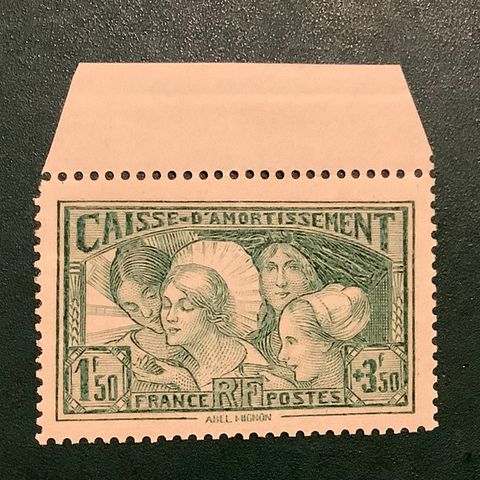 CAISSE-D'AMORTISSEMENT
1F50 +3F50
FRANCE RF POSTES
ABEL MIGNON